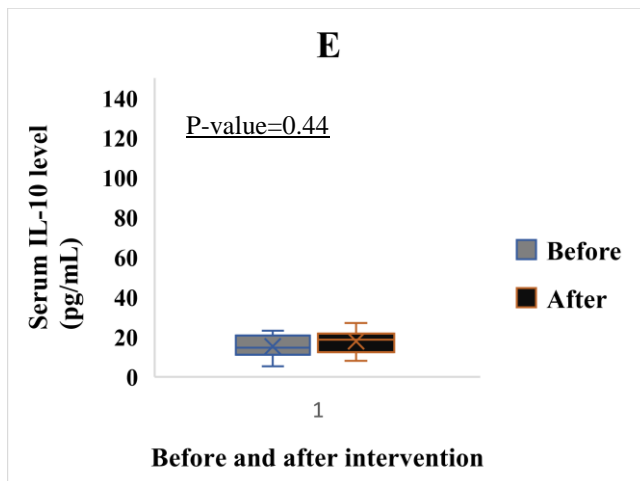 E
P-value=0.44
Serum IL-10 level
(pg/mL)
140
120
100
80
60
40
20
0
1
Before and after intervention
Before
After